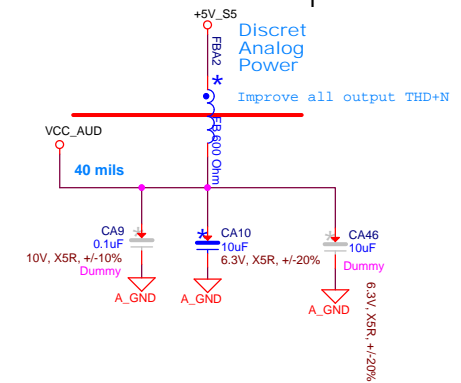 +5V_S5
Discret
Analog
Power
FBA2
*
Improve all output THD+N
FB 600 Ohm
VCC_AUD
40 mils
CA9
0.1uF
10V, X5R, +/-10%
Dummy
A_GND
*
CA10
10uF
6.3V, X5R, +/-20%
A_GND
*
CA46
10uF
Dummy
6.3V, X5R, +/-20%
A_GND